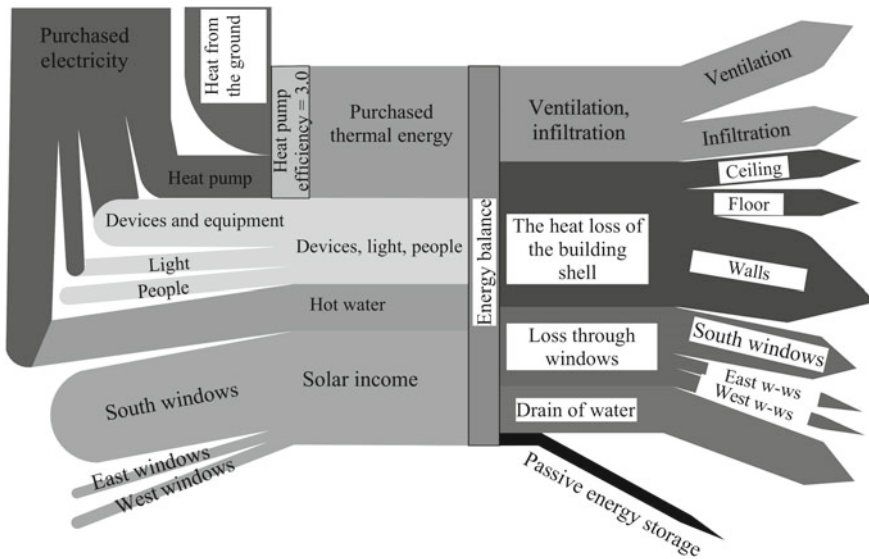 Purchased
electricity
Heat from
the ground
Heat pump
efficiency = 3.0
Heat pump
Purchased
thermal energy
Devices and equipment
Light
People
Devices, light, people
Hot water
Solar income
South windows
East windows
West windows
Energy balance
Ventilation,
infiltration
Ventilation
Infiltration
The heat loss of
the building
shell
Ceiling
Floor
Walls
Loss through
windows
South windows
East w-ws
West w-ws
Drain of water
Passive energy storage